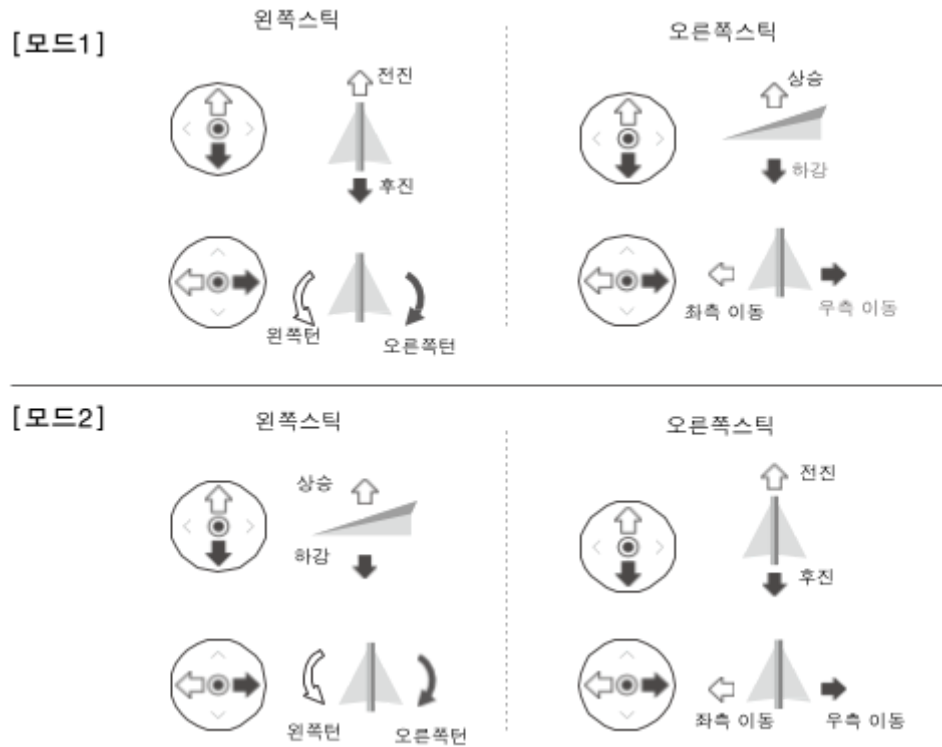 [모드1]
왼쪽스틱
오른쪽스틱
전진
후진
상승
하강
왼쪽턴
오른쪽턴
좌측 이동
우측 이동
[모드2]
왼쪽스틱
오른쪽스틱
상승
하강
전진
후진
왼쪽턴
오른쪽턴
좌측 이동
우측 이동